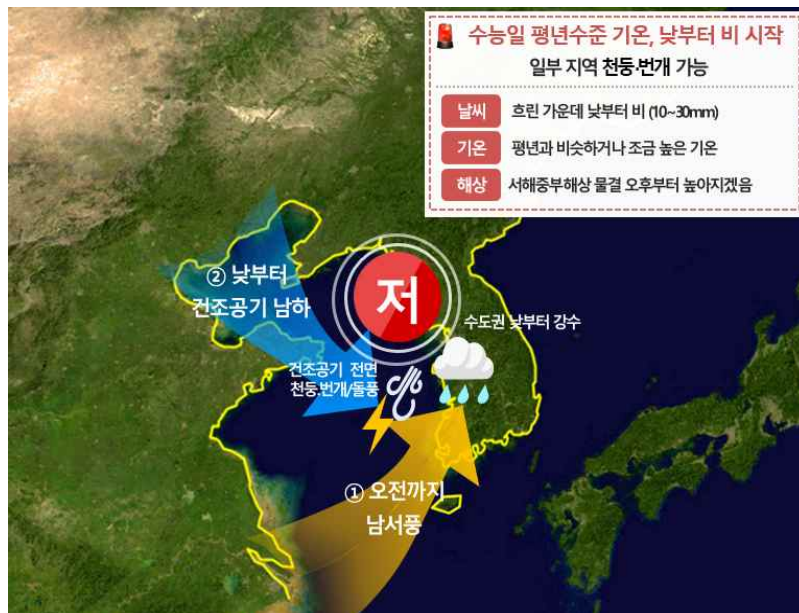 수능일 평년수준 기온, 낮부터 비 시작
일부 지역 천둥·번개 가능
날씨 흐린 가운데 낮부터 비 (10~30mm)
기온 평년과 비슷하거나 조금 높은 기온
해상 서해중부해상 물결 오후부터 높아지겠음
② 낮부터
건조공기 남하
저
수도권 낮부터 강수
건조공기 전면
천둥.번개/돌풍
① 오전까지
남서풍